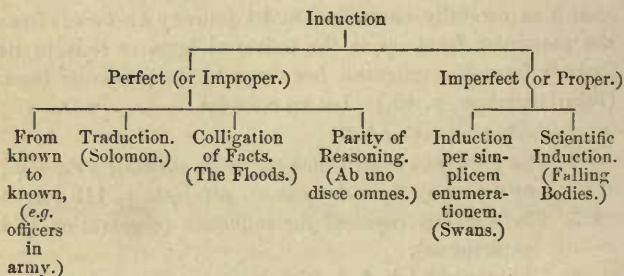 Induction
Perfect (or Improper.)
Imperfect (or Proper.)
From
known
to
known,
(e.g.
officers
in
army.)
Traduction.
(Solomon.)
Colligation
of Facts.
(The Floods.)
Parity of
Reasoning.
(Ab uno
disce omnes.)
Induction
per sim-
plicem
enumera-
tionem.
(Swans.)
Scientific
Induction.
(Falling
Bodies.)